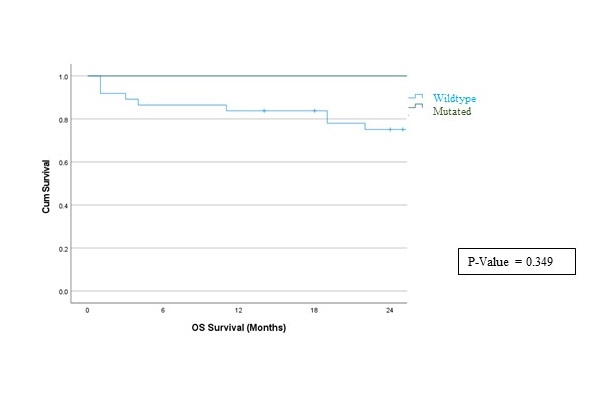 1.0
0.8
0.6
0.4
0.2
0.0
Cum Survival
0 6 12 18 24
OS Survival (Months)
Wildtype
Mutated
P-Value = 0.349